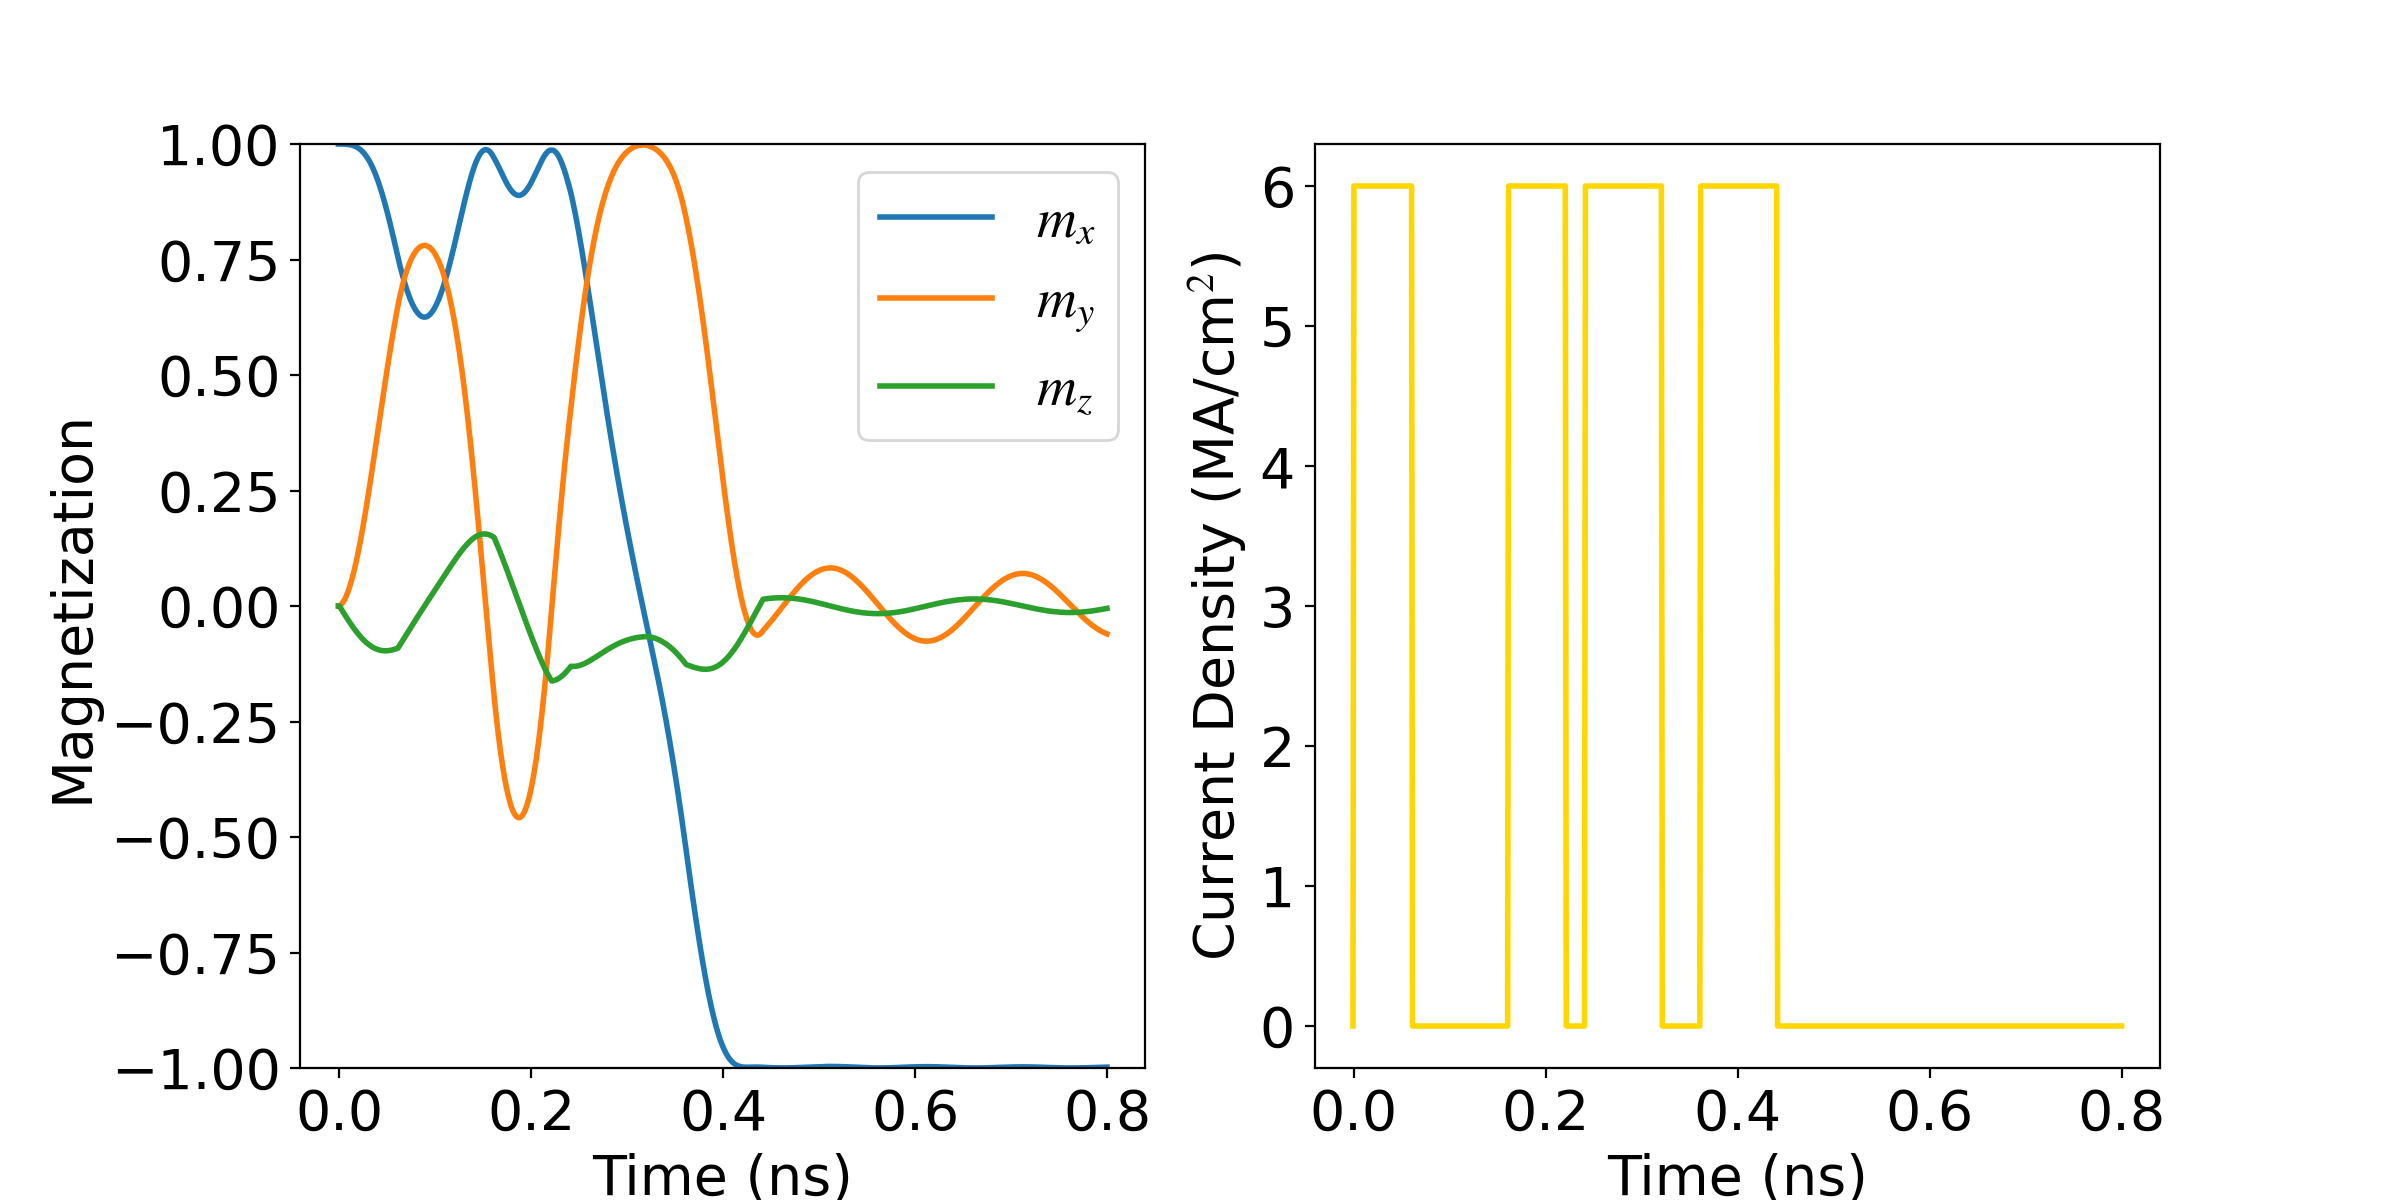 1.00
0.75
0.50
0.25
0.00
−0.25
−0.50
−0.75
−1.00
Magnetization
0.0 0.2 0.4 0.6 0.8
Time (ns)
m_x
m_y
m_z
6
5
4
3
2
1
0
Current Density (MA/cm²)
0.0 0.2 0.4 0.6 0.8
Time (ns)